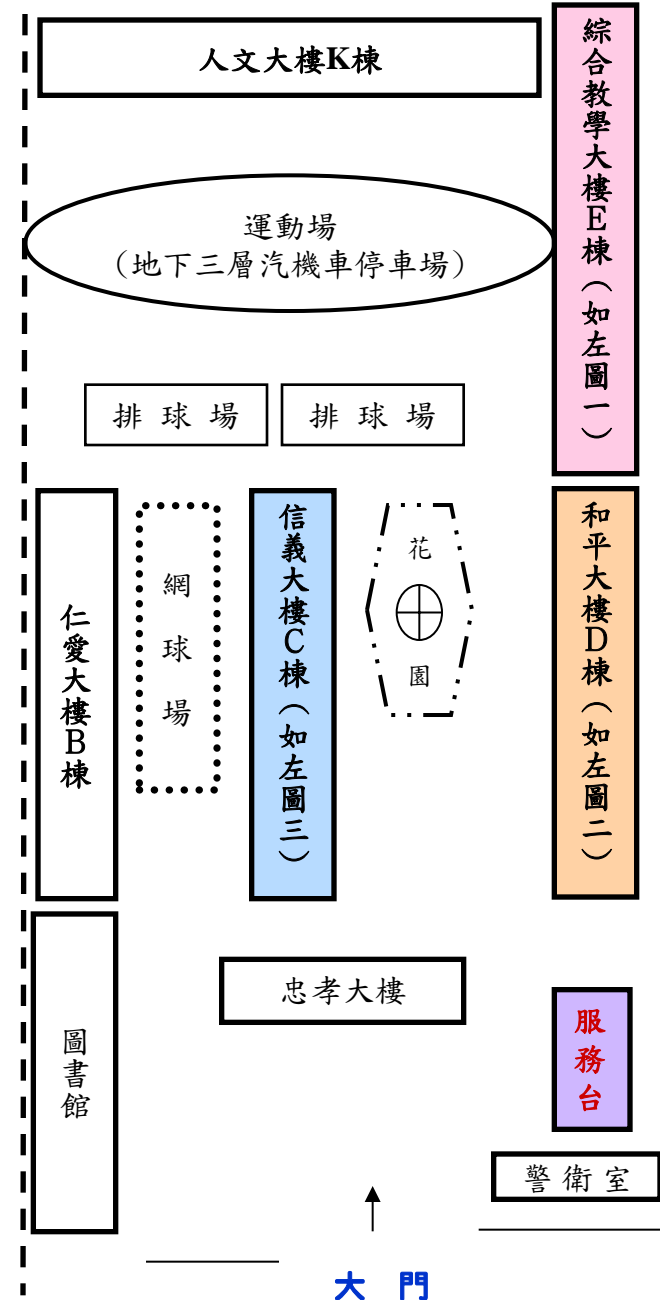 人文大樓K棟
綜合教學大樓E棟（如左圖一）
運動場
（地下三層汽機車停車場）
排球場
排球場
仁愛大樓B棟
網球場
信義大樓C棟（如左圖三）
花園
和平大樓D棟（如左圖二）
圖書館
忠孝大樓
服務台
警衛室
大門